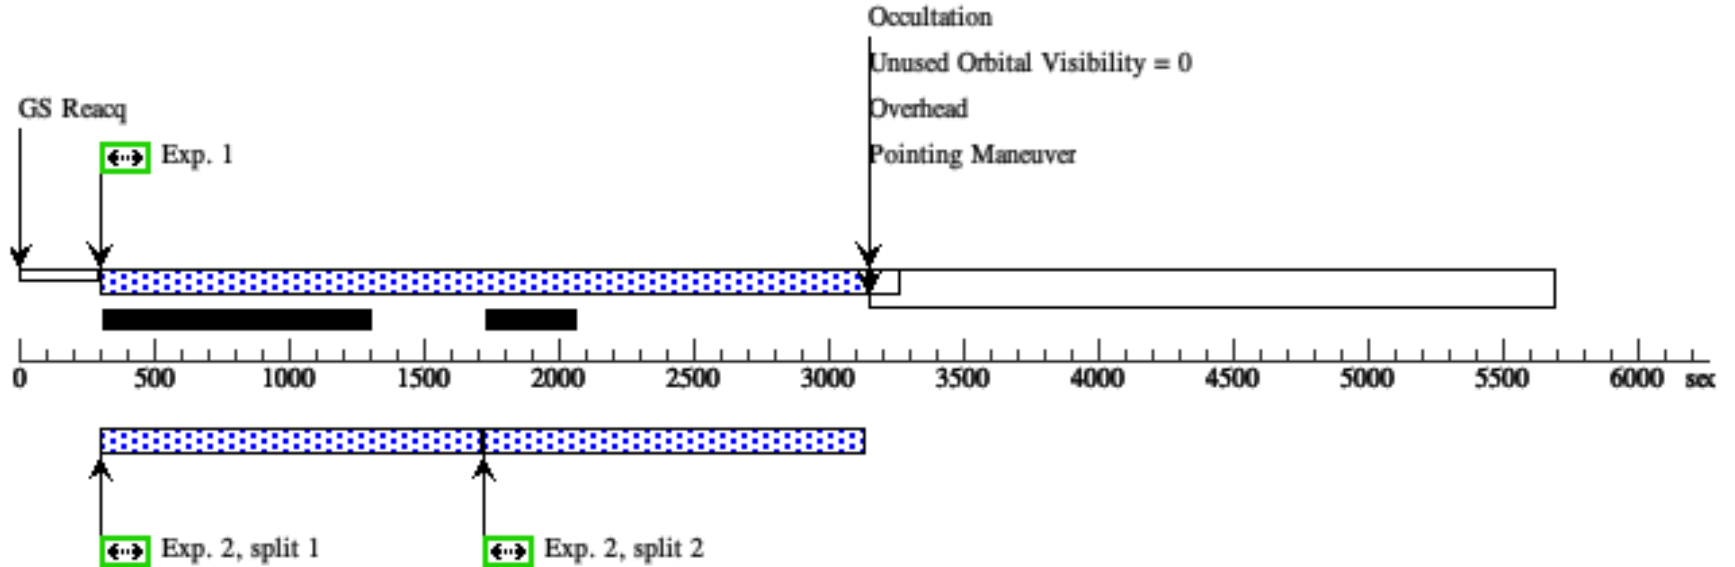 Occultation
Unused Orbital Visibility = 0
GS Reacq
Overhead
Exp. 1
Pointing Maneuver
0 500 1000 1500 2000 2500 3000 3500 4000 4500 5000 5500 6000 sec
Exp. 2, split 1
Exp. 2, split 2